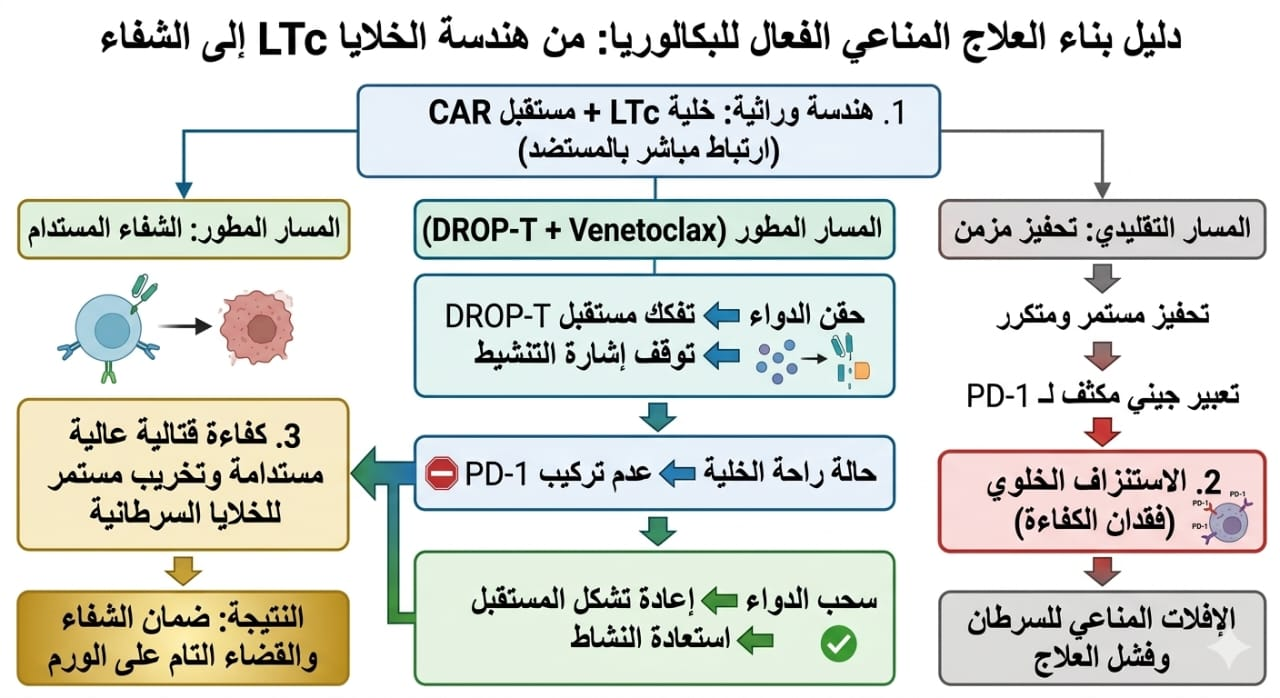 دليل بناء العلاج المناعي الفعال للبكالوريا: من هندسة الخلايا LTc إلى الشفاء
1. هندسة وراثية: خلية LTc + مستقبل CAR
(ارتباط مباشر بالمستضد)
المسار التقليدي: تحفيز مزمن
تحفيز مستمر ومتكرر
تعبير جيني مكثف لـ PD-1
2. الاستنزاف الخلوي
(فقدان الكفاءة)
PD-1
PD-1
PD-1
الإفلات المناعي للسرطان
وفشل العلاج
المسار المطور (DROP-T + Venetoclax)
حقن الدواء
تفكك مستقبل DROP-T
توقف إشارة التنشيط
حالة راحة الخلية
عدم تركيب PD-1
سحب الدواء
إعادة تشكل المستقبل
استعادة النشاط
المسار المطور: الشفاء المستدام
3. كفاءة قتالية عالية
مستدامة وتخريب مستمر
للخلايا السرطانية
النتيجة: ضمان الشفاء
والقضاء التام على الورم